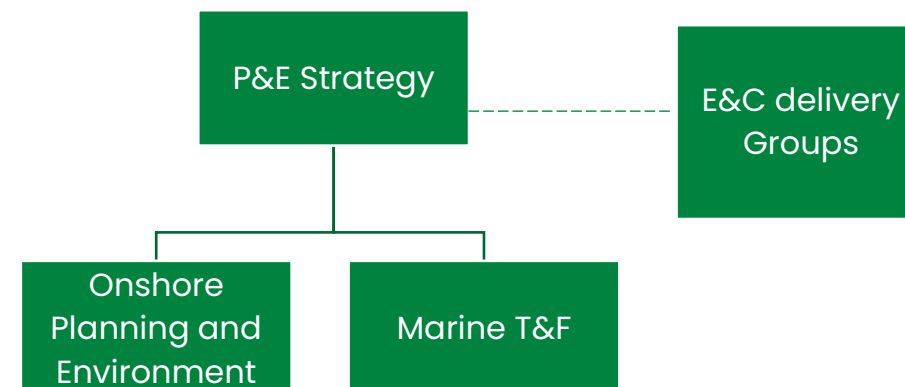 P&E Strategy
E&C delivery
Groups
Onshore
Planning and
Environment
Marine T&F